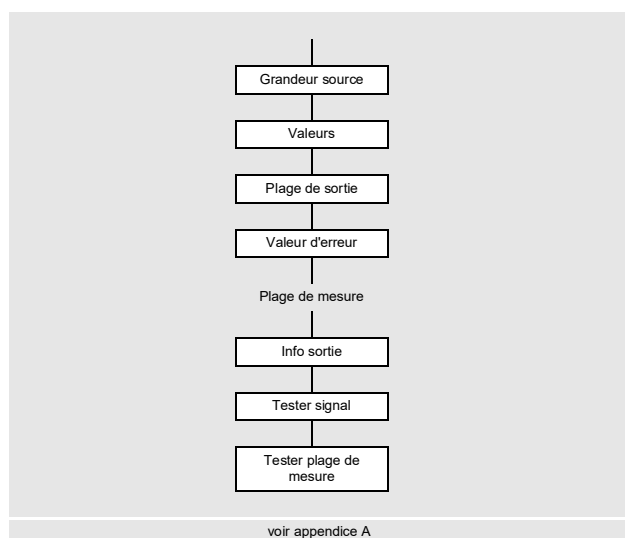 Grandeur source
Valeurs
Plage de sortie
Valeur d'erreur
Plage de mesure
Info sortie
Tester signal
Tester plage de
mesure
voir appendice A